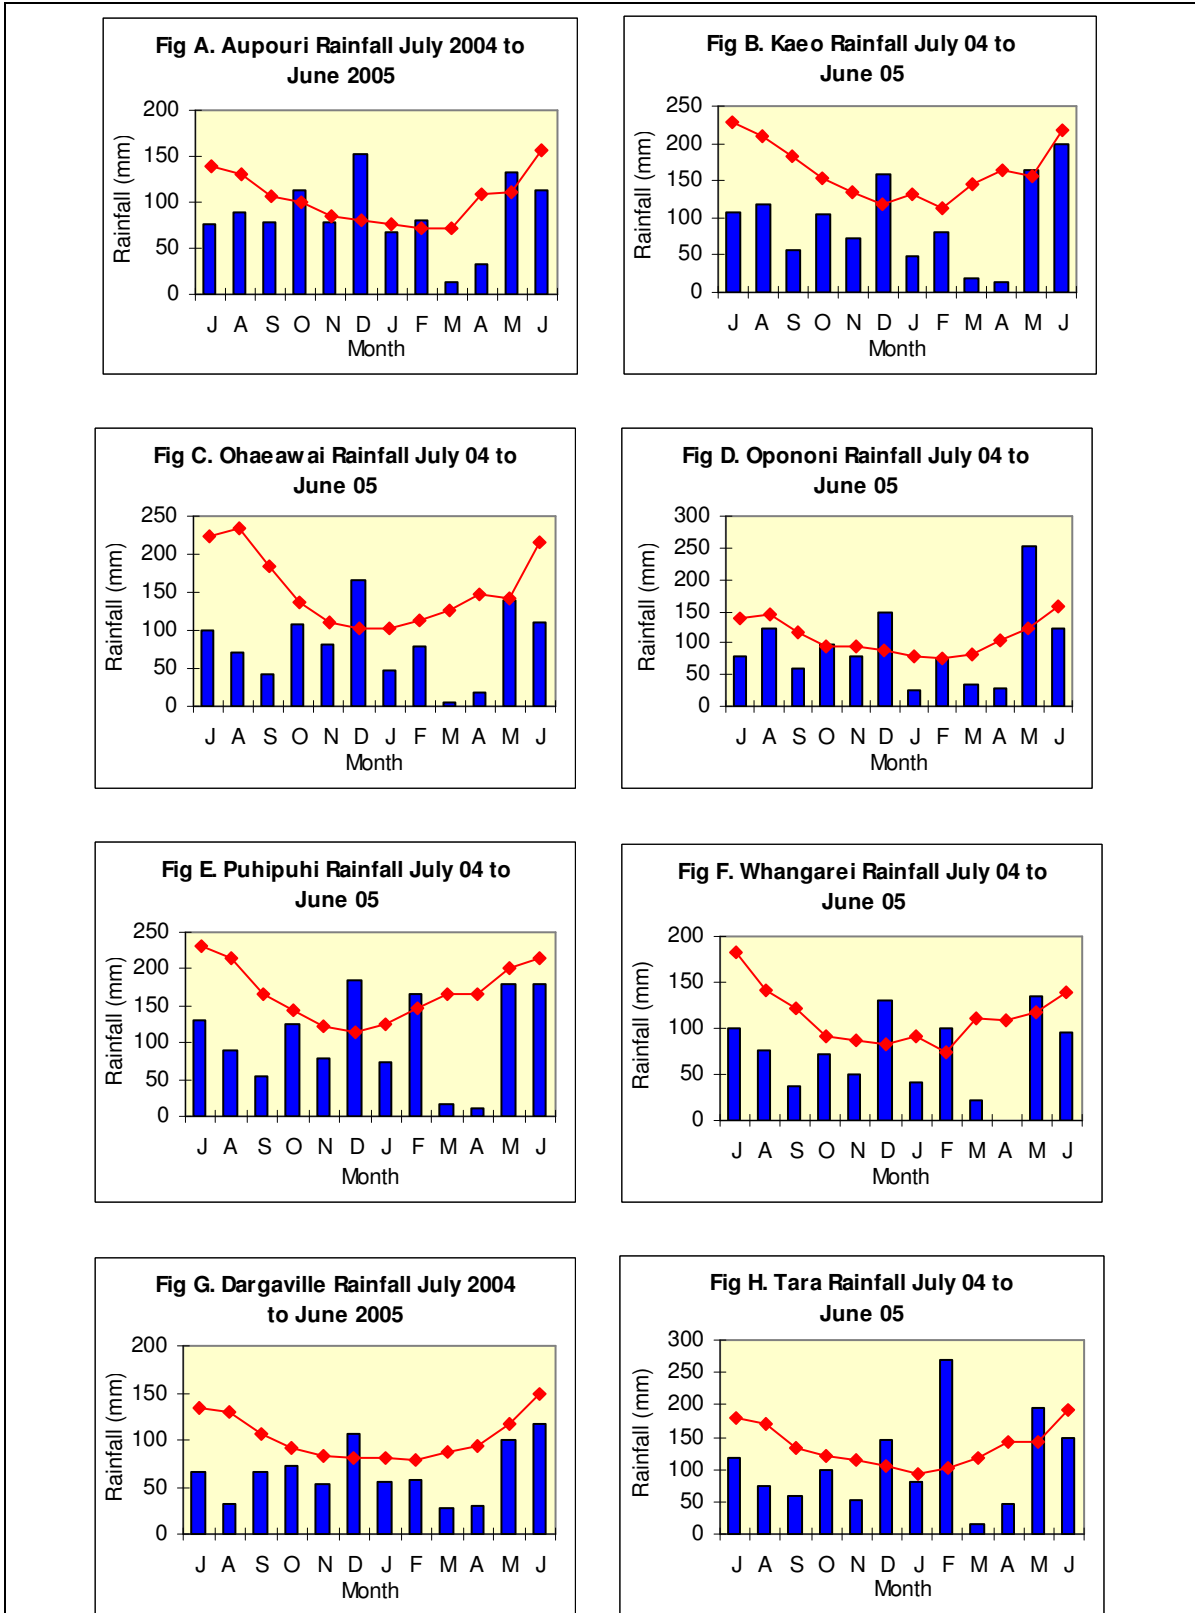 Fig A. Aupouri Rainfall July 2004 to
June 2005
Rainfall (mm)
200
150
100
50
0
J A S O N D J F M A M J
Month
Fig B. Kaeo Rainfall July 04 to
June 05
Rainfall (mm)
250
200
150
100
50
0
J A S O N D J F M A M J
Month
Fig C. Ohaeawai Rainfall July 04 to
June 05
Rainfall (mm)
250
200
150
100
50
0
J A S O N D J F M A M J
Month
Fig D. Opononi Rainfall July 04 to
June 05
Rainfall (mm)
300
250
200
150
100
50
0
J A S O N D J F M A M J
Month
Fig E. Puhipuhi Rainfall July 04 to
June 05
Rainfall (mm)
250
200
150
100
50
0
J A S O N D J F M A M J
Month
Fig F. Whangarei Rainfall July 04 to
June 05
Rainfall (mm)
200
150
100
50
0
J A S O N D J F M A M J
Month
Fig G. Dargaville Rainfall July 2004
to June 2005
Rainfall (mm)
200
150
100
50
0
J A S O N D J F M A M J
Month
Fig H. Tara Rainfall July 04 to
June 05
Rainfall (mm)
300
250
200
150
100
50
0
J A S O N D J F M A M J
Month